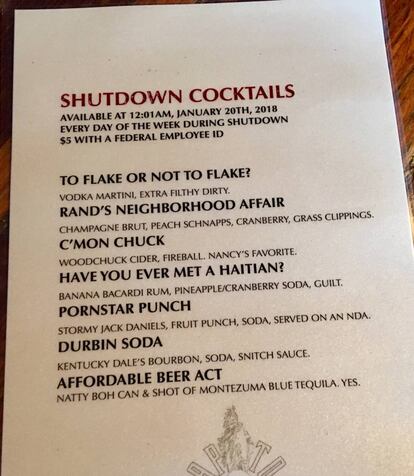 SHUTDOWN COCKTAILS
AVAILABLE AT 12:01AM, JANUARY 20TH, 2018
EVERY DAY OF THE WEEK DURING SHUTDOWN
$5 WITH A FEDERAL EMPLOYEE ID
TO FLAKE OR NOT TO FLAKE?
VODKA MARTINI, EXTRA FILTHY DIRTY.
RAND'S NEIGHBORHOOD AFFAIR
CHAMPAGNE BRUT, PEACH SCHNAPPS, CRANBERRY, GRASS CLIPPINGS.
C'MON CHUCK
WOODCHUCK CIDER, FIREBALL. NANCY'S FAVORITE.
HAVE YOU EVER MET A HAITIAN?
BANANA BACARDI RUM, PINEAPPLE/CRANBERRY SODA, GUILT.
PORNSTAR PUNCH
STORMY JACK DANIELS, FRUIT PUNCH, SODA, SERVED ON AN NDA.
DURBIN SODA
KENTUCKY DALE'S BOURBON, SODA, SNITCH SAUCE.
AFFORDABLE BEER ACT
NATTY BOH CAN & SHOT OF MONTEZUMA BLUE TEQUILA. YES.